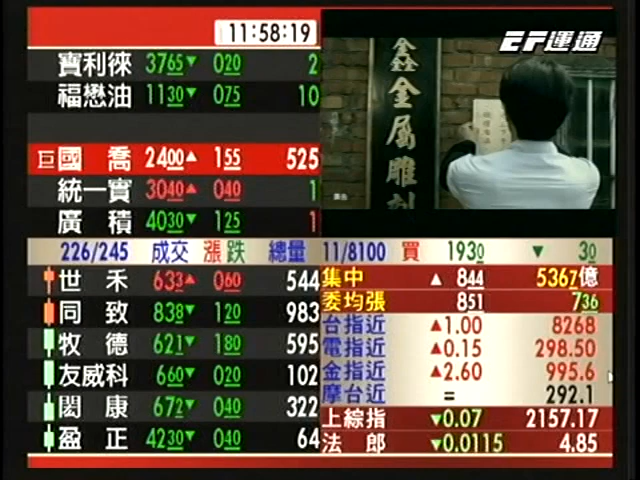 11:58:19
寶利徠 3765▼ 020 2
福懋油 1130▼ 075 10
巨國喬 2400▲ 155 525
統一實 3040▲ 040 1
廣積 4030▼ 125 1
226/245 成交 漲跌 總量
世禾 633▲ 060 544
同致 838▼ 120 983
牧德 621▼ 180 595
友威科 660▼ 020 102
閎康 672▼ 040 322
盈正 4230▼ 040 64
EF運通
鑫金屬雕刻
廣告
11/8100 買 1930 ▼ 30
集中 ▲ 844 5367億
委均張 851 736
台指近 ▲1.00 8268
電指近 ▲0.15 298.50
金指近 ▲2.60 995.6
摩台近 = 292.1
上綜指 ▼0.07 2157.17
法郎 ▼0.0115 4.85